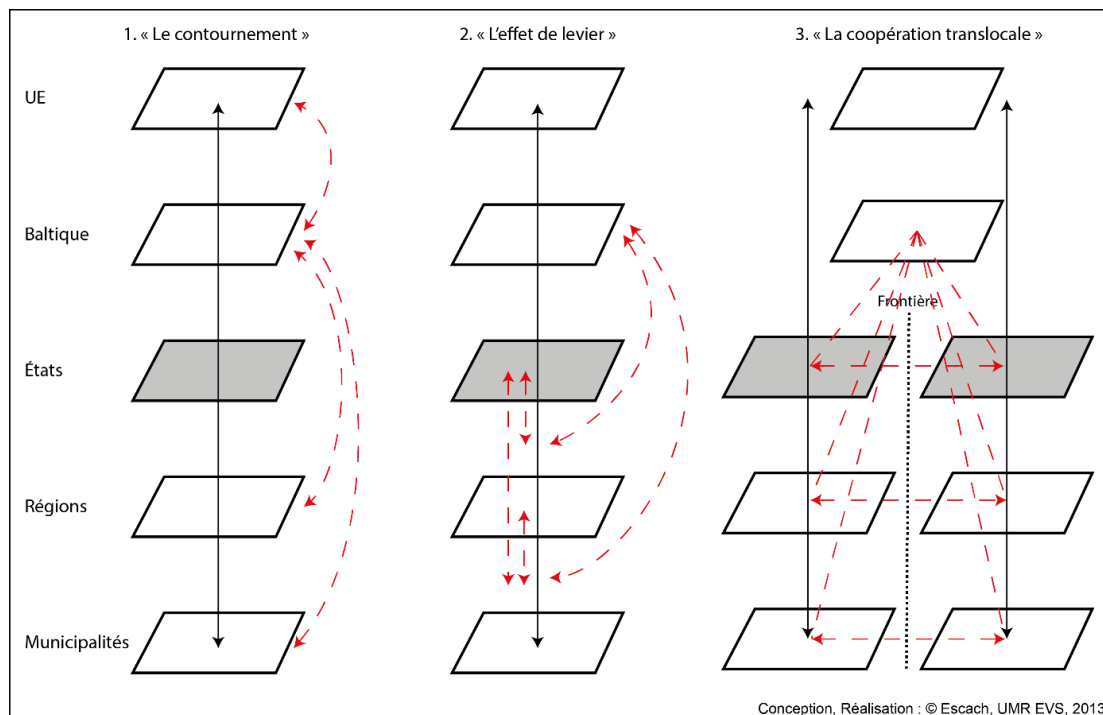 1. « Le contournement »
2. « L'effet de levier »
3. « La coopération translocale »
UE
Baltique
Frontière
États
Régions
Municipalités
Conception, Réalisation : © Escach, UMR EVS, 2013